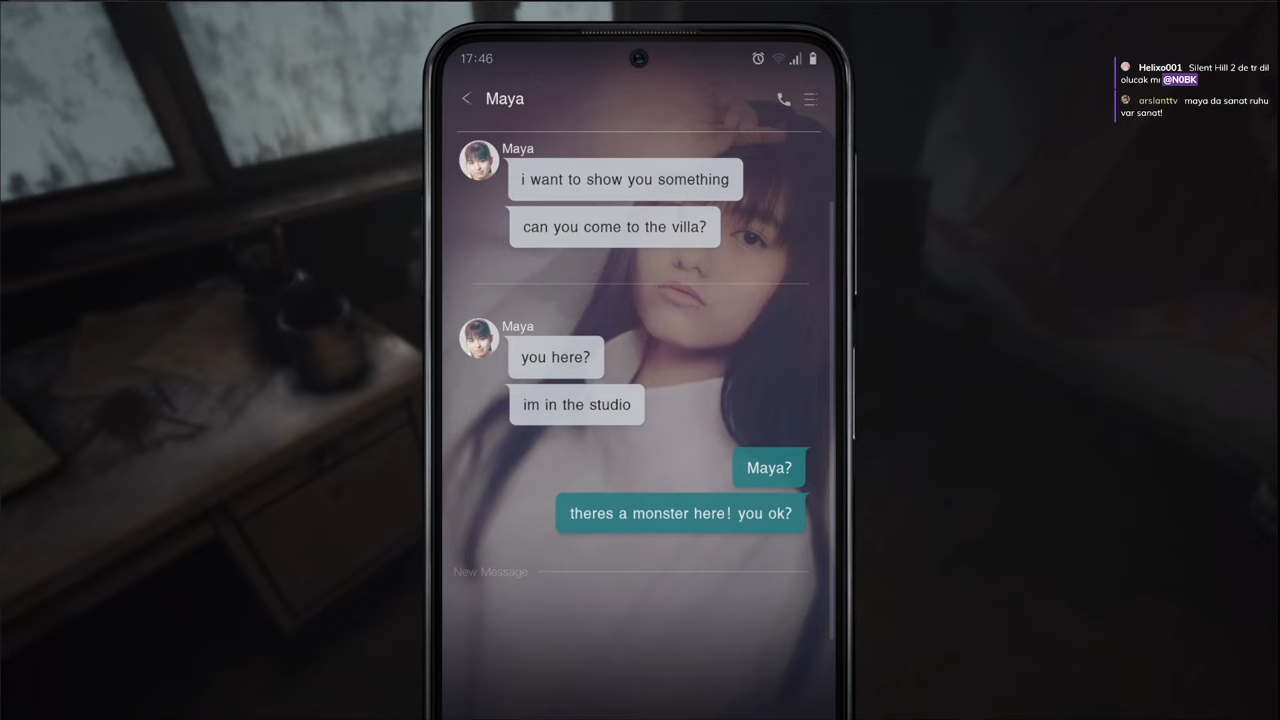 17:46
Maya
Maya
i want to show you something
can you come to the villa?
Maya
you here?
im in the studio
Maya?
theres a monster here! you ok?
New Message
Helixo001 Silent Hill 2 de tr dil
olucak mı @N0BK
arslanttv maya da sanat ruhu
var sanat!